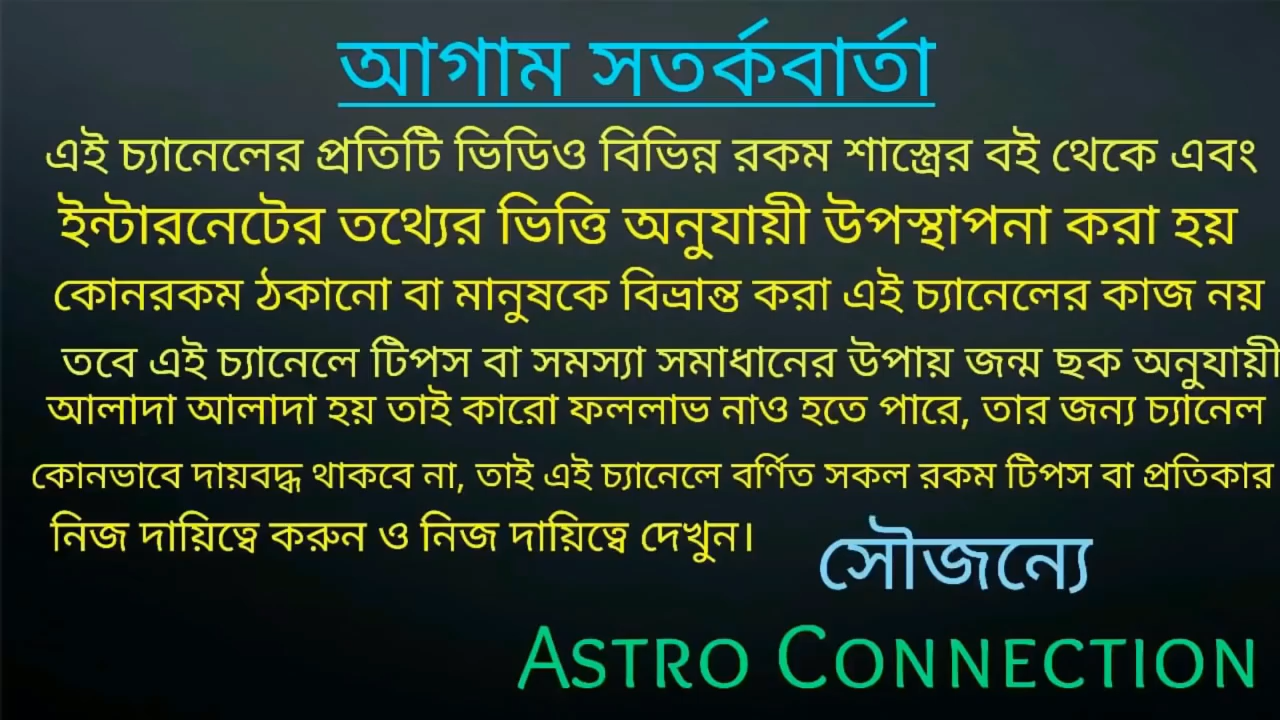 আগাম সতর্কবার্তা
এই চ্যানেলের প্রতিটি ভিডিও বিভিন্ন রকম শাস্ত্রের বই থেকে এবং
ইন্টারনেটের তথ্যের ভিত্তি অনুযায়ী উপস্থাপনা করা হয়
কোনরকম ঠকানো বা মানুষকে বিভ্রান্ত করা এই চ্যানেলের কাজ নয়
তবে এই চ্যানেলে টিপস বা সমস্যা সমাধানের উপায় জন্ম ছক অনুযায়ী
আলাদা আলাদা হয় তাই কারো ফললাভ নাও হতে পারে, তার জন্য চ্যানেল
কোনভাবে দায়বদ্ধ থাকবে না, তাই এই চ্যানেলে বর্ণিত সকল রকম টিপস বা প্রতিকার
নিজ দায়িত্বে করুন ও নিজ দায়িত্বে দেখুন।
সৌজন্যে
ASTRO CONNECTION